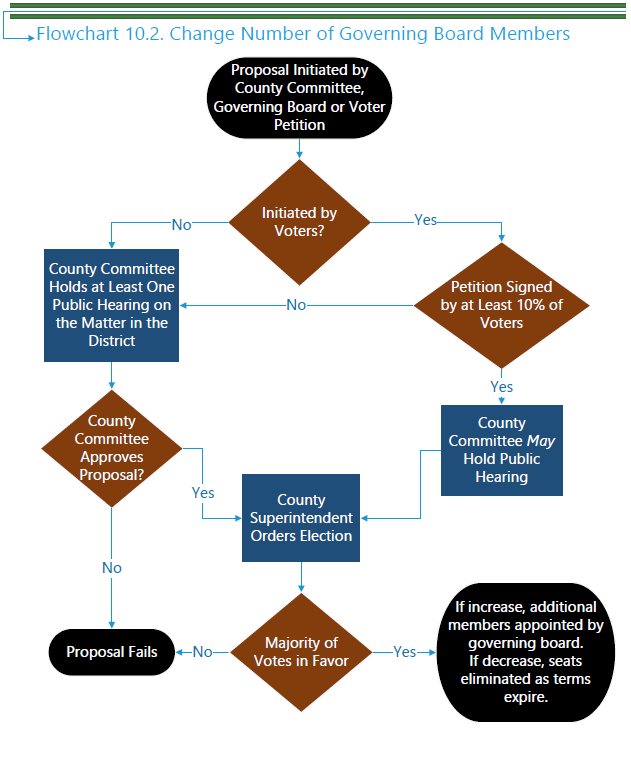 Flowchart 10.2. Change Number of Governing Board Members
Proposal Initiated by
County Committee,
Governing Board or Voter
Petition
Initiated by
Voters?
No
Yes
County Committee
Holds at Least One
Public Hearing on
the Matter in the
District
No
Petition Signed
by at Least 10% of
Voters
Yes
County
Committee
Approves
Proposal?
County
Committee May
Hold Public
Hearing
Yes
County
Superintendent
Orders Election
No
Proposal Fails
No
Majority of
Votes in Favor
Yes
If increase, additional
members appointed by
governing board.
If decrease, seats
eliminated as terms
expire.